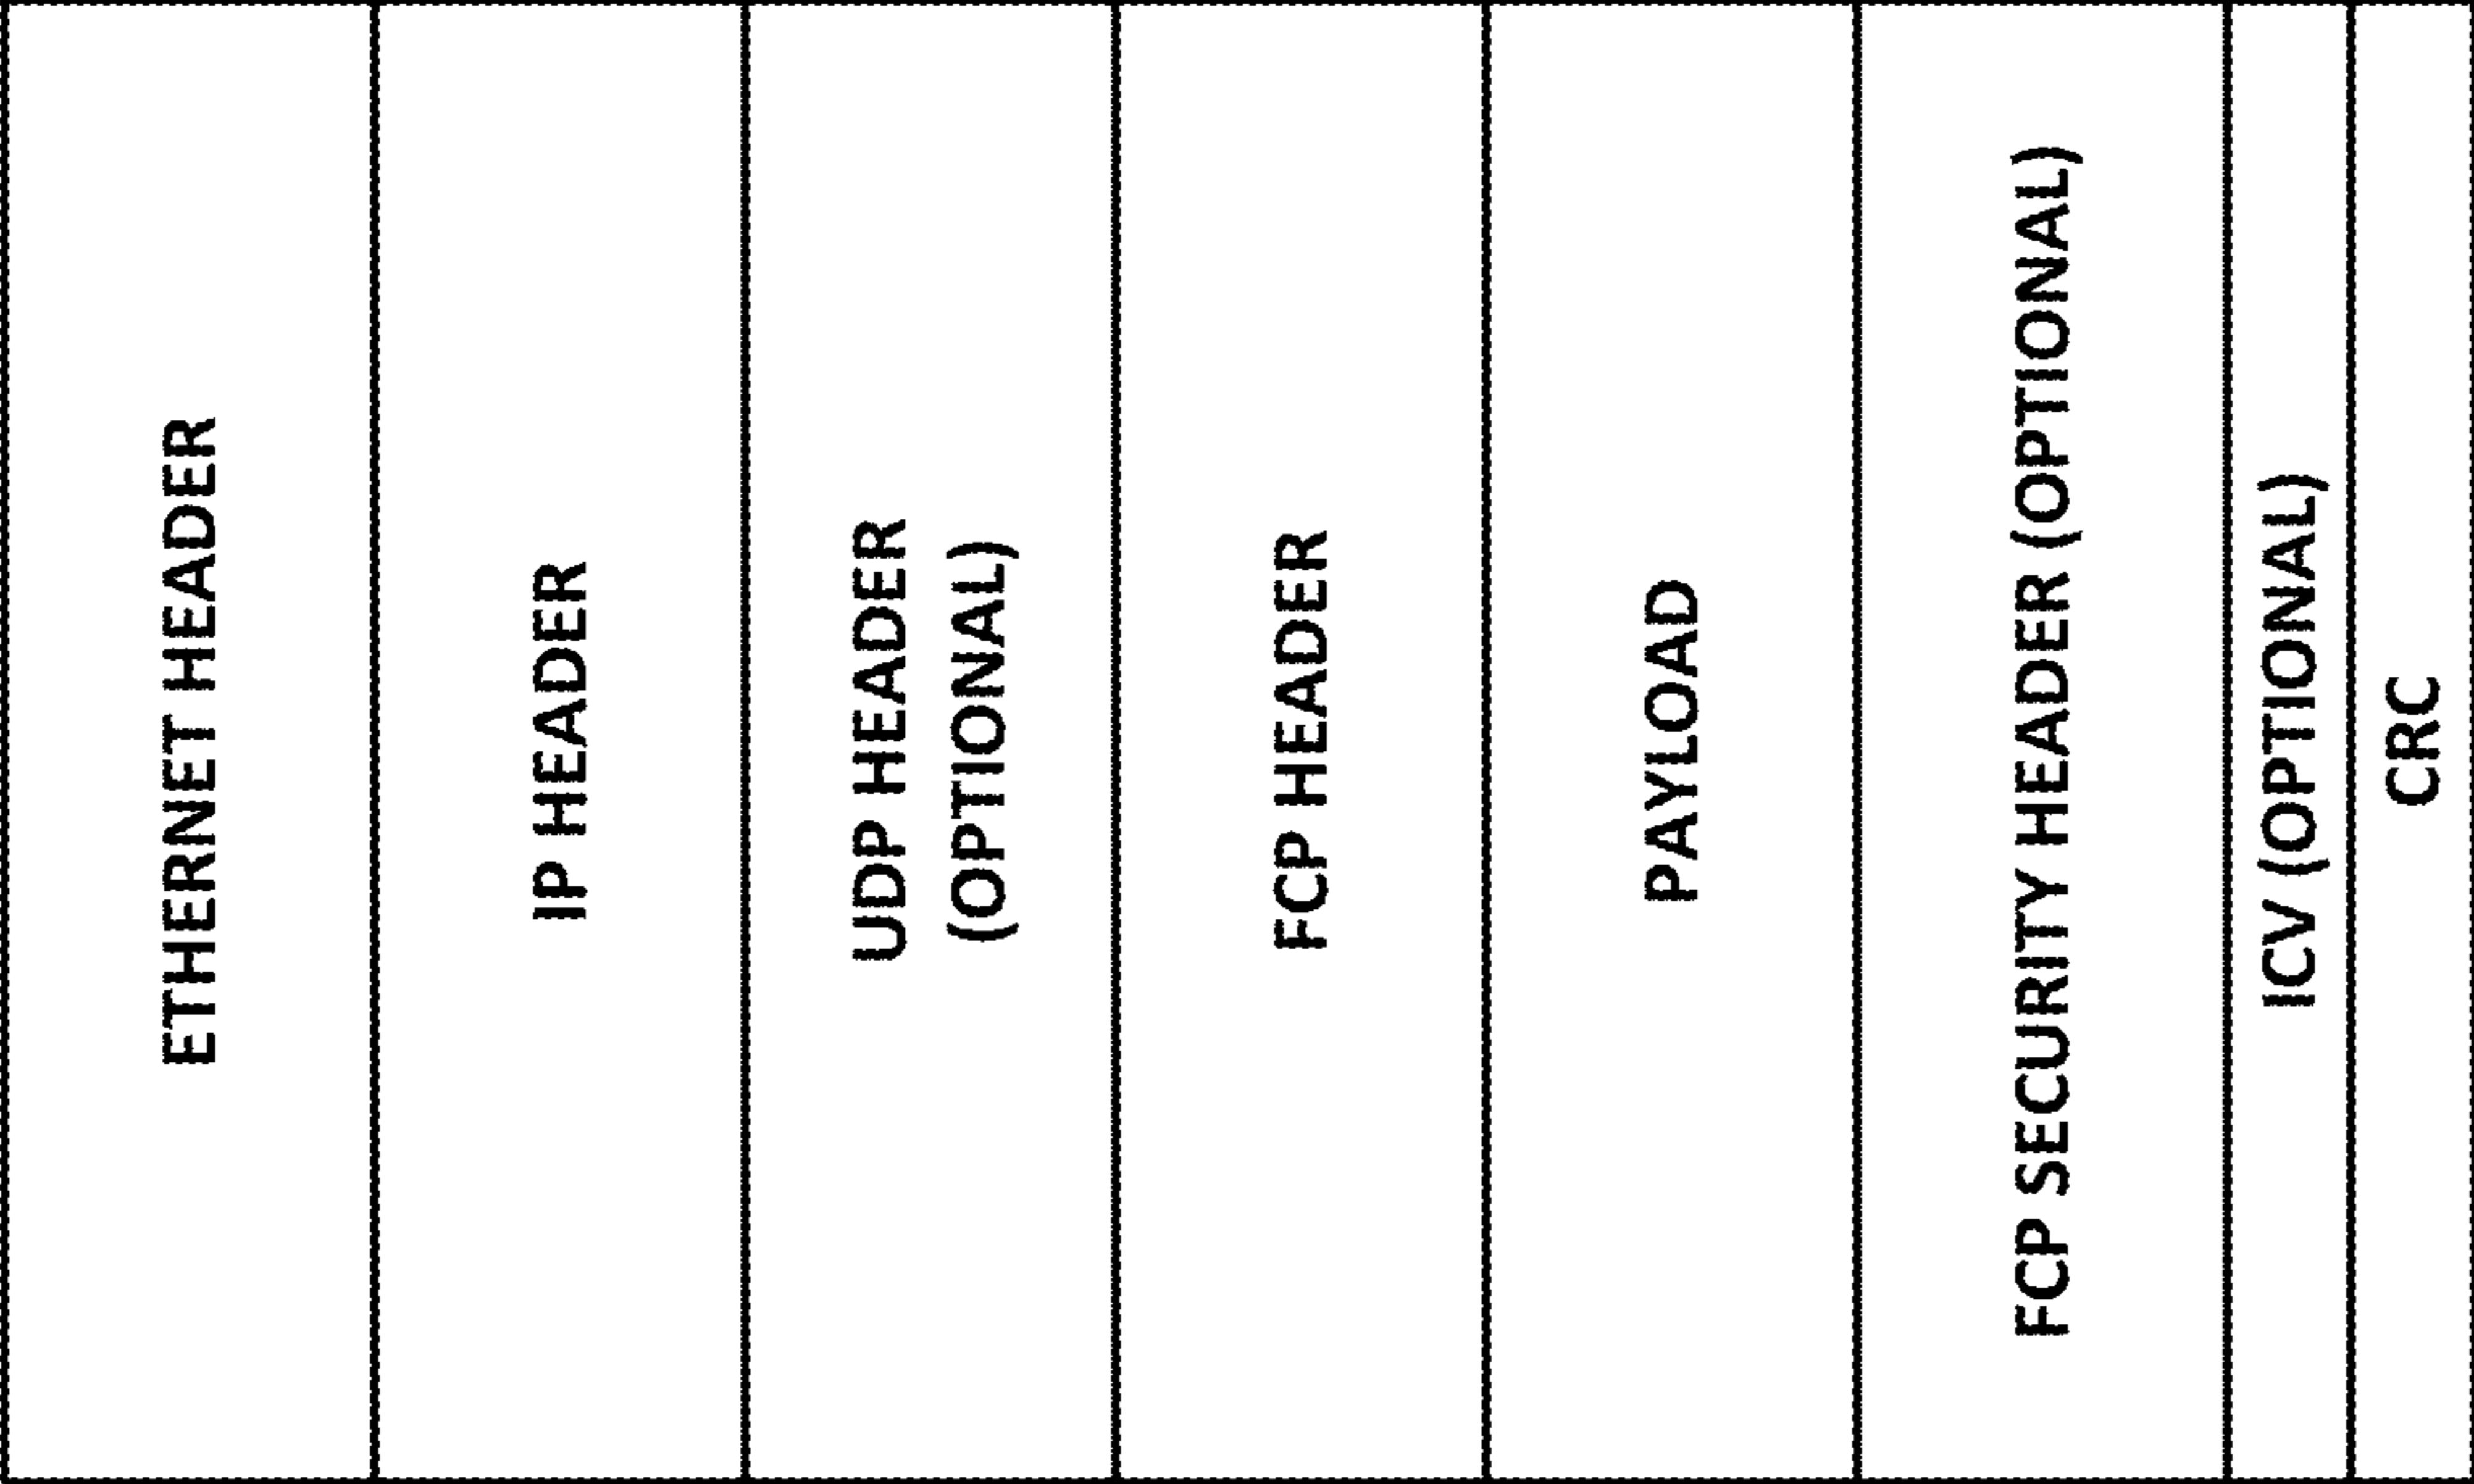 ETHERNET HEADER
IP HEADER
UDP HEADER
(OPTIONAL)
FCP HEADER
PAYLOAD
FCP SECURITY HEADER (OPTIONAL)
ICV (OPTIONAL)
CRC